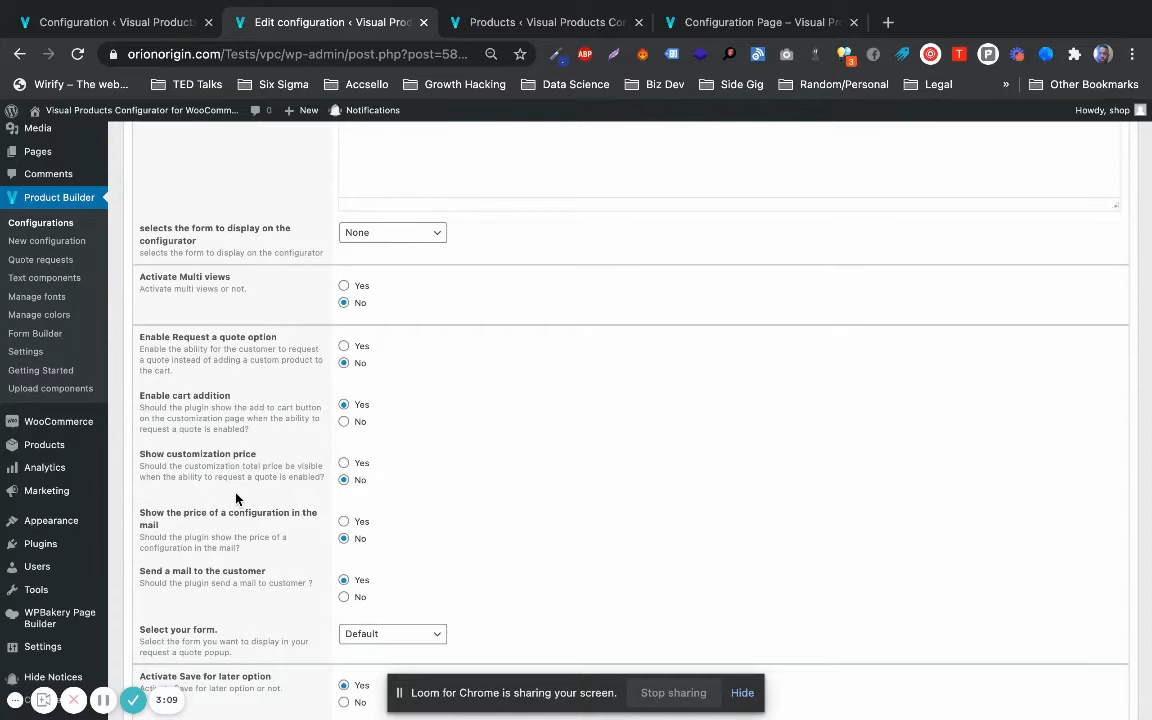 Configuration ‹ Visual Product
Edit configuration ‹ Visual Prod
Products ‹ Visual Products Con
Configuration Page – Visual Pr
orionorigin.com/Tests/vpc/wp-admin/post.php?post=58...
ABP
3
T
P
Wirify – The web...
TED Talks
Six Sigma
Accsello
Growth Hacking
Data Science
Biz Dev
Side Gig
Random/Personal
Legal
»
Other Bookmarks
Visual Products Configurator for WooComm...
0
New
Notifications
Howdy, shop
Media
Pages
Comments
Product Builder
Configurations
New configuration
Quote requests
Text components
Manage fonts
Manage colors
Form Builder
Settings
Getting Started
Upload components
WooCommerce
Products
Analytics
Marketing
Appearance
Plugins
Users
Tools
WPBakery Page
Builder
Settings
Hide Notices
selects the form to display on the
configurator
selects the form to display on the configurator
None
Activate Multi views
Activate multi views or not.
Yes
No
Enable Request a quote option
Enable the ability for the customer to request
a quote instead of adding a custom product to
the cart.
Yes
No
Enable cart addition
Should the plugin show the add to cart button
on the customization page when the ability to
request a quote is enabled?
Yes
No
Show customization price
Should the customization total price be visible
when the ability to request a quote is enabled?
Yes
No
Show the price of a configuration in the
mail
Should the plugin show the price of a
configuration in the mail?
Yes
No
Send a mail to the customer
Should the plugin send a mail to customer ?
Yes
No
Select your form.
Select the form you want to display in your
request a quote popup.
Default
Activate Save for later option
Activate Save for later option or not.
Yes
No
Loom for Chrome is sharing your screen.
Stop sharing
Hide
3:09